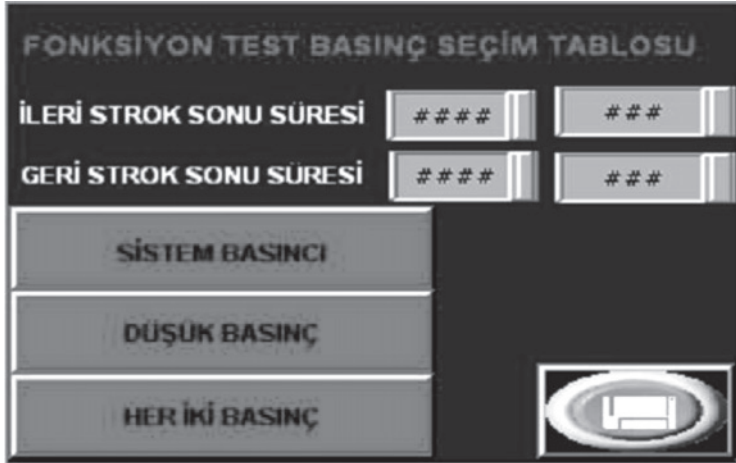 FONKSİYON TEST BASINÇ SEÇİM TABLOSU
İLERİ STROK SONU SÜRESİ #### ###
GERİ STROK SONU SÜRESİ #### ###
SİSTEM BASINCI
DÜŞÜK BASINÇ
HER İKİ BASINÇ